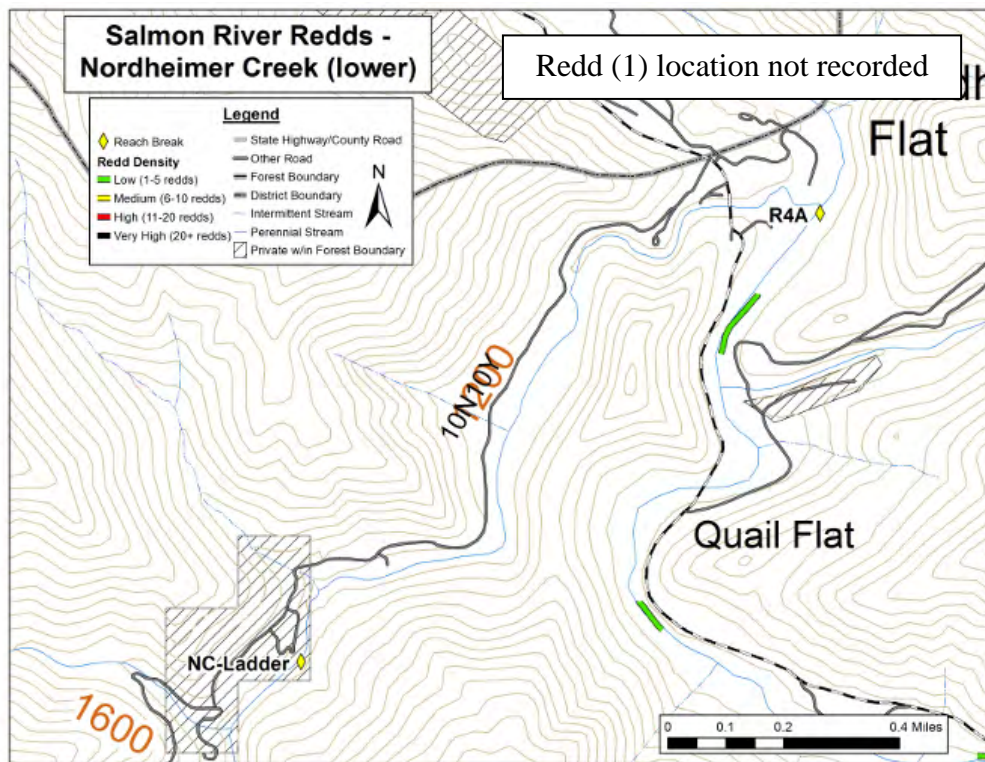 Salmon River Redds -
Nordheimer Creek (lower)
Redd (1) location not recorded
Legend
Reach Break
Redd Density
Low (1-5 redds)
Medium (6-10 redds)
High (11-20 redds)
Very High (20+ redds)
State Highway/County Road
Other Road
Forest Boundary
District Boundary
Intermittent Stream
Perennial Stream
Private w/in Forest Boundary
N
Flat
R4A
1200
10N10Y
Quail Flat
NC-Ladder
1600
0 0.1 0.2 0.4 Miles